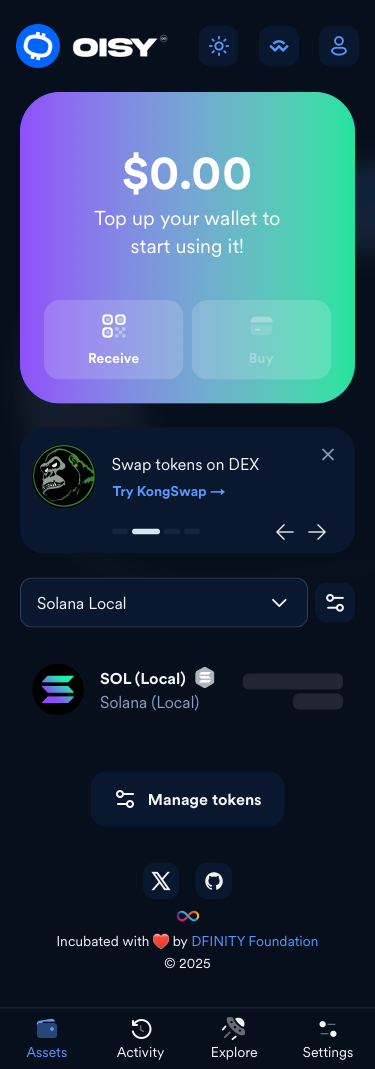 OISY
$0.00
Top up your wallet to
start using it!
Receive
Buy
Swap tokens on DEX
Try KongSwap →
Solana Local
SOL (Local)
Solana (Local)
Manage tokens
Incubated with ❤️ by DFINITY Foundation
© 2025
Assets
Activity
Explore
Settings